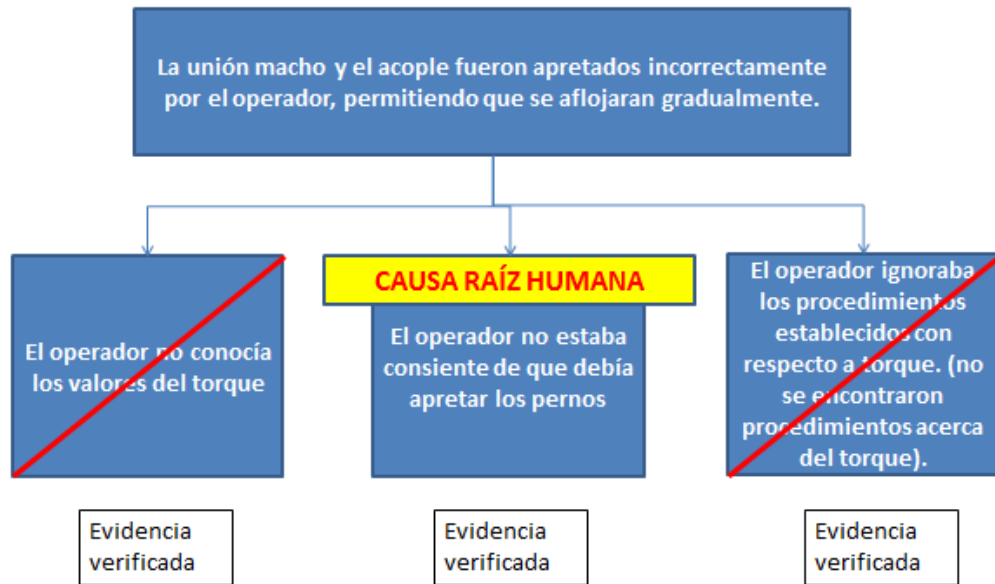 La unión macho y el acople fueron apretados incorrectamente
por el operador, permitiendo que se aflojaran gradualmente.
El operador no conocía
los valores del torque
CAUSA RAÍZ HUMANA
El operador no estaba
consiente de que debía
apretar los pernos
El operador ignoraba
los procedimientos
establecidos con
respecto a torque. (no
se encontraron
procedimientos acerca
del torque).
Evidencia
verificada
Evidencia
verificada
Evidencia
verificada